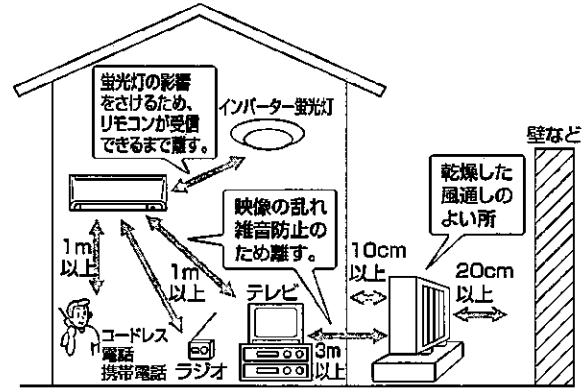 蛍光灯の影響
をさけるため、
リモコンが受信
できるまで離す。
インバーター蛍光灯
壁など
乾燥した
風通しの
よい所
映像の乱れ
雑音防止の
ため離す。
1m
以上
1m
以上
10cm
以上
20cm
以上
テレビ
コードレス
電話
携帯電話
ラジオ
3m
以上